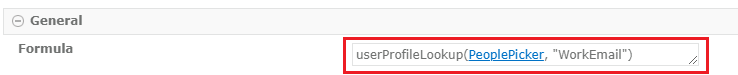 General
Formula
userProfileLookup(PeoplePicker, "WorkEmail")